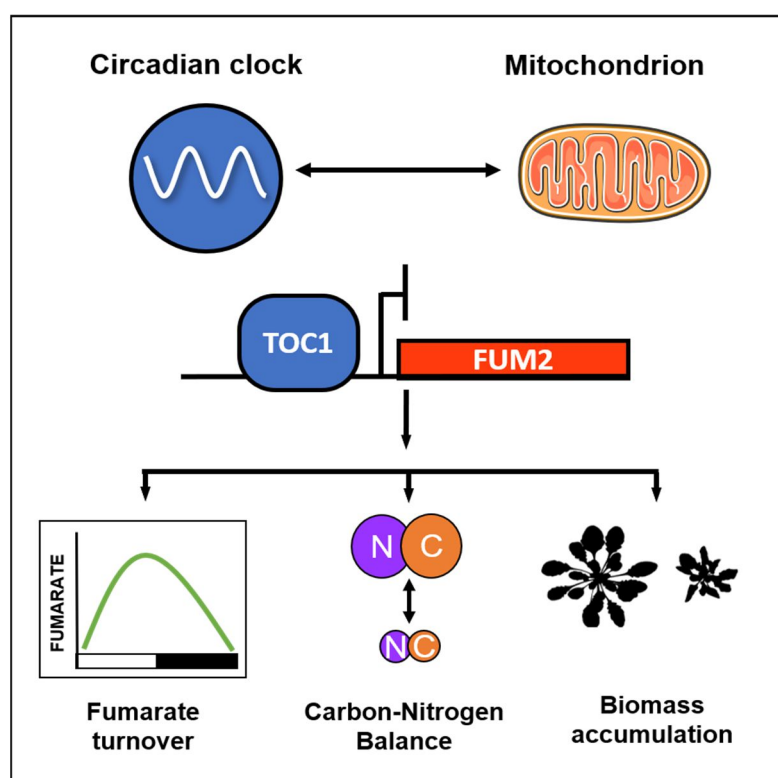 Circadian clock
Mitochondrion
TOC1
FUM2
FUMARATE
N C
N C
Fumarate
turnover
Carbon-Nitrogen
Balance
Biomass
accumulation